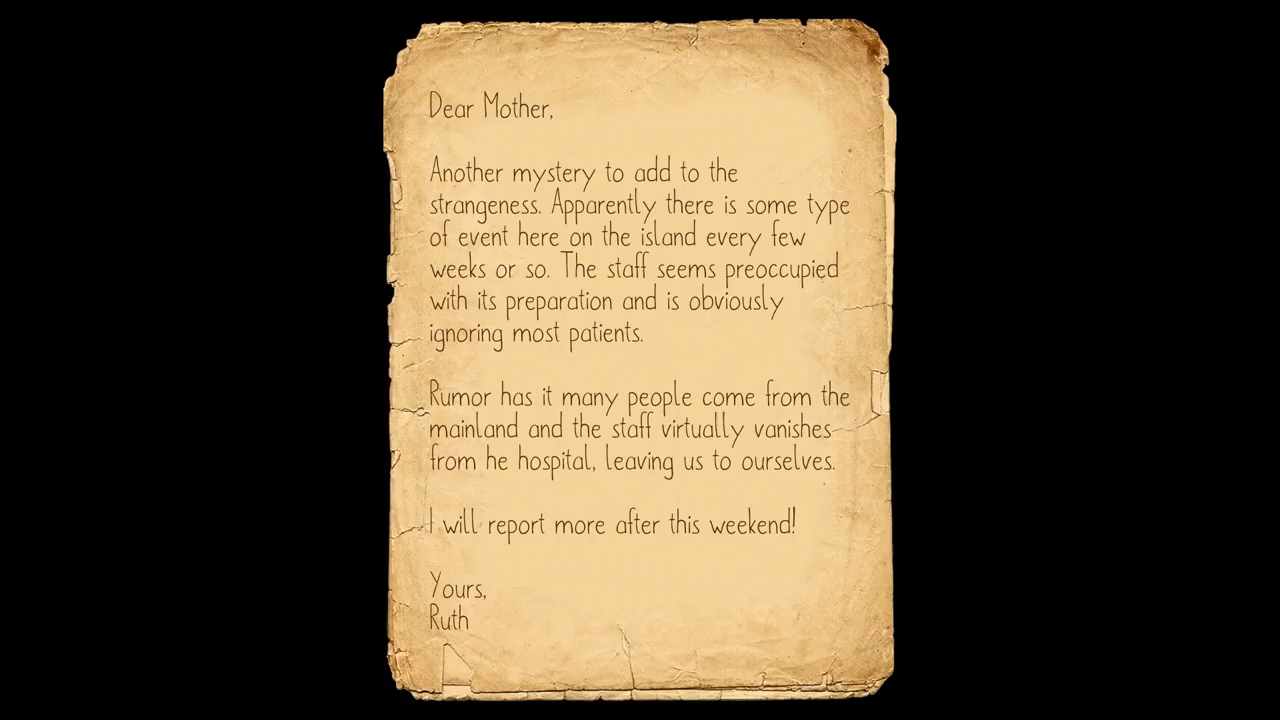 Dear Mother,
Another mystery to add to the
strangeness. Apparently there is some type
of event here on the island every few
weeks or so. The staff seems preoccupied
with its preparation and is obviously
ignoring most patients.
Rumor has it many people come from the
mainland and the staff virtually vanishes
from he hospital, leaving us to ourselves.
I will report more after this weekend!
Yours,
Ruth